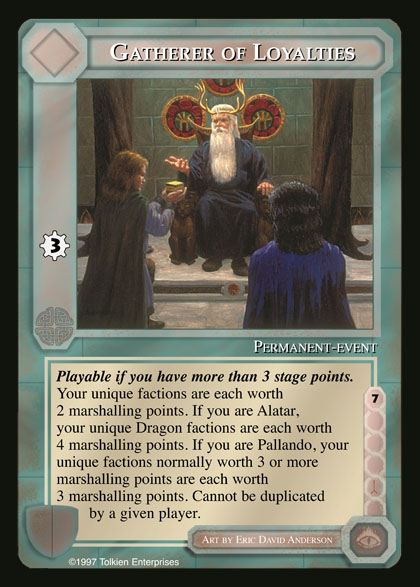 Gatherer of Loyalties
3
Permanent-event
Playable if you have more than 3 stage points.
Your unique factions are each worth
2 marshalling points. If you are Alatar,
your unique Dragon factions are each worth
4 marshalling points. If you are Pallando, your
unique factions normally worth 3 or more
marshalling points are each worth
3 marshalling points. Cannot be duplicated
by a given player.
7
Art by Eric David Anderson
©1997 Tolkien Enterprises